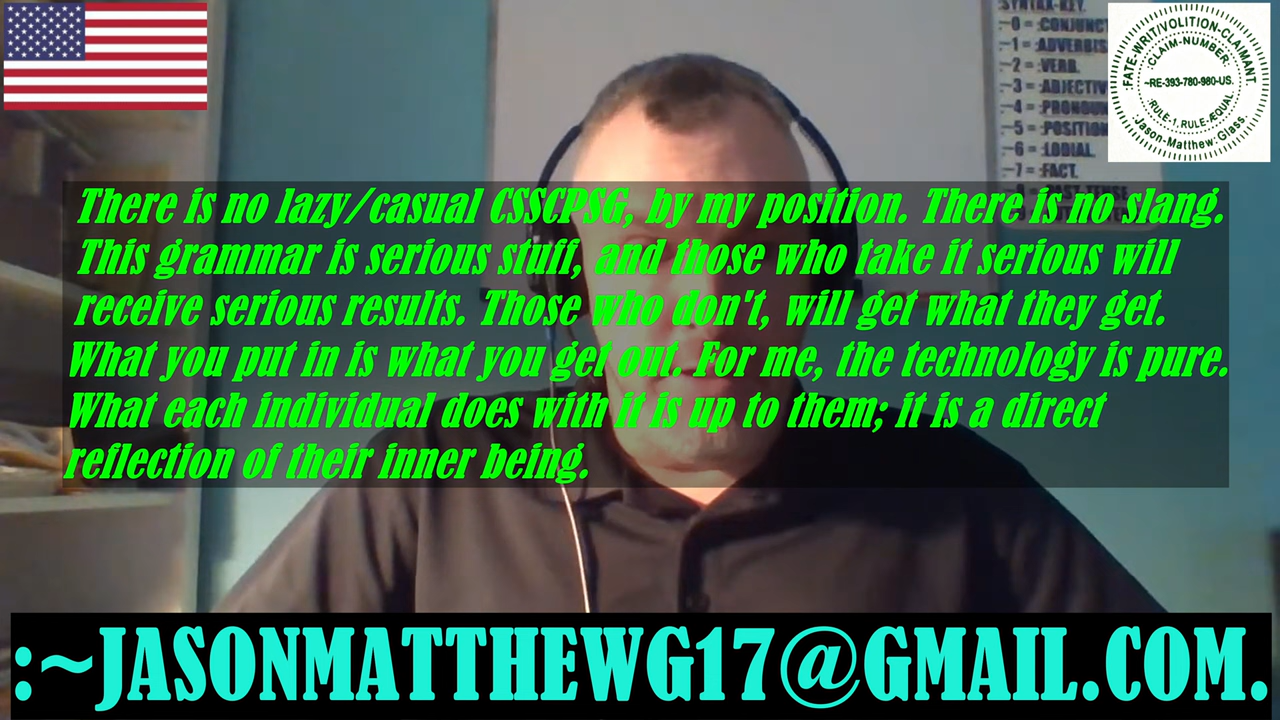 SYNTAX-KEY.
~0 = :CONJUNCT
~1 = :ADVERB
~2 = :VERB.
~3 = :ADJECTIV
~4 = :PRONOUN
~5 = :POSITION
~6 = :LODIAL.
~7 = :FACT.
PAST-TENSE
:FATE-WRIT/VOLITION-CLAIMANT.
:CLAIM-NUMBER:
~RE-393-780-980-US.
:RULE-1, RULE-ÆQUAL.
:Jason-Matthew: Glass.
There is no lazy/casual CSSCPSG, by my position. There is no slang.
This grammar is serious stuff, and those who take it serious will
receive serious results. Those who don't, will get what they get.
What you put in is what you get out. For me, the technology is pure.
What each individual does with it is up to them; it is a direct
reflection of their inner being.
:~JASONMATTHEWG17@GMAIL.COM.